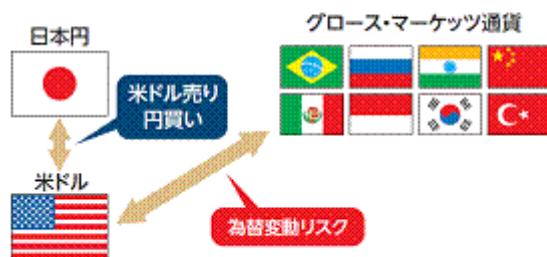 グロース・マーケッツ通貨
日本円
米ドル売り
円買い
米ドル
為替変動リスク